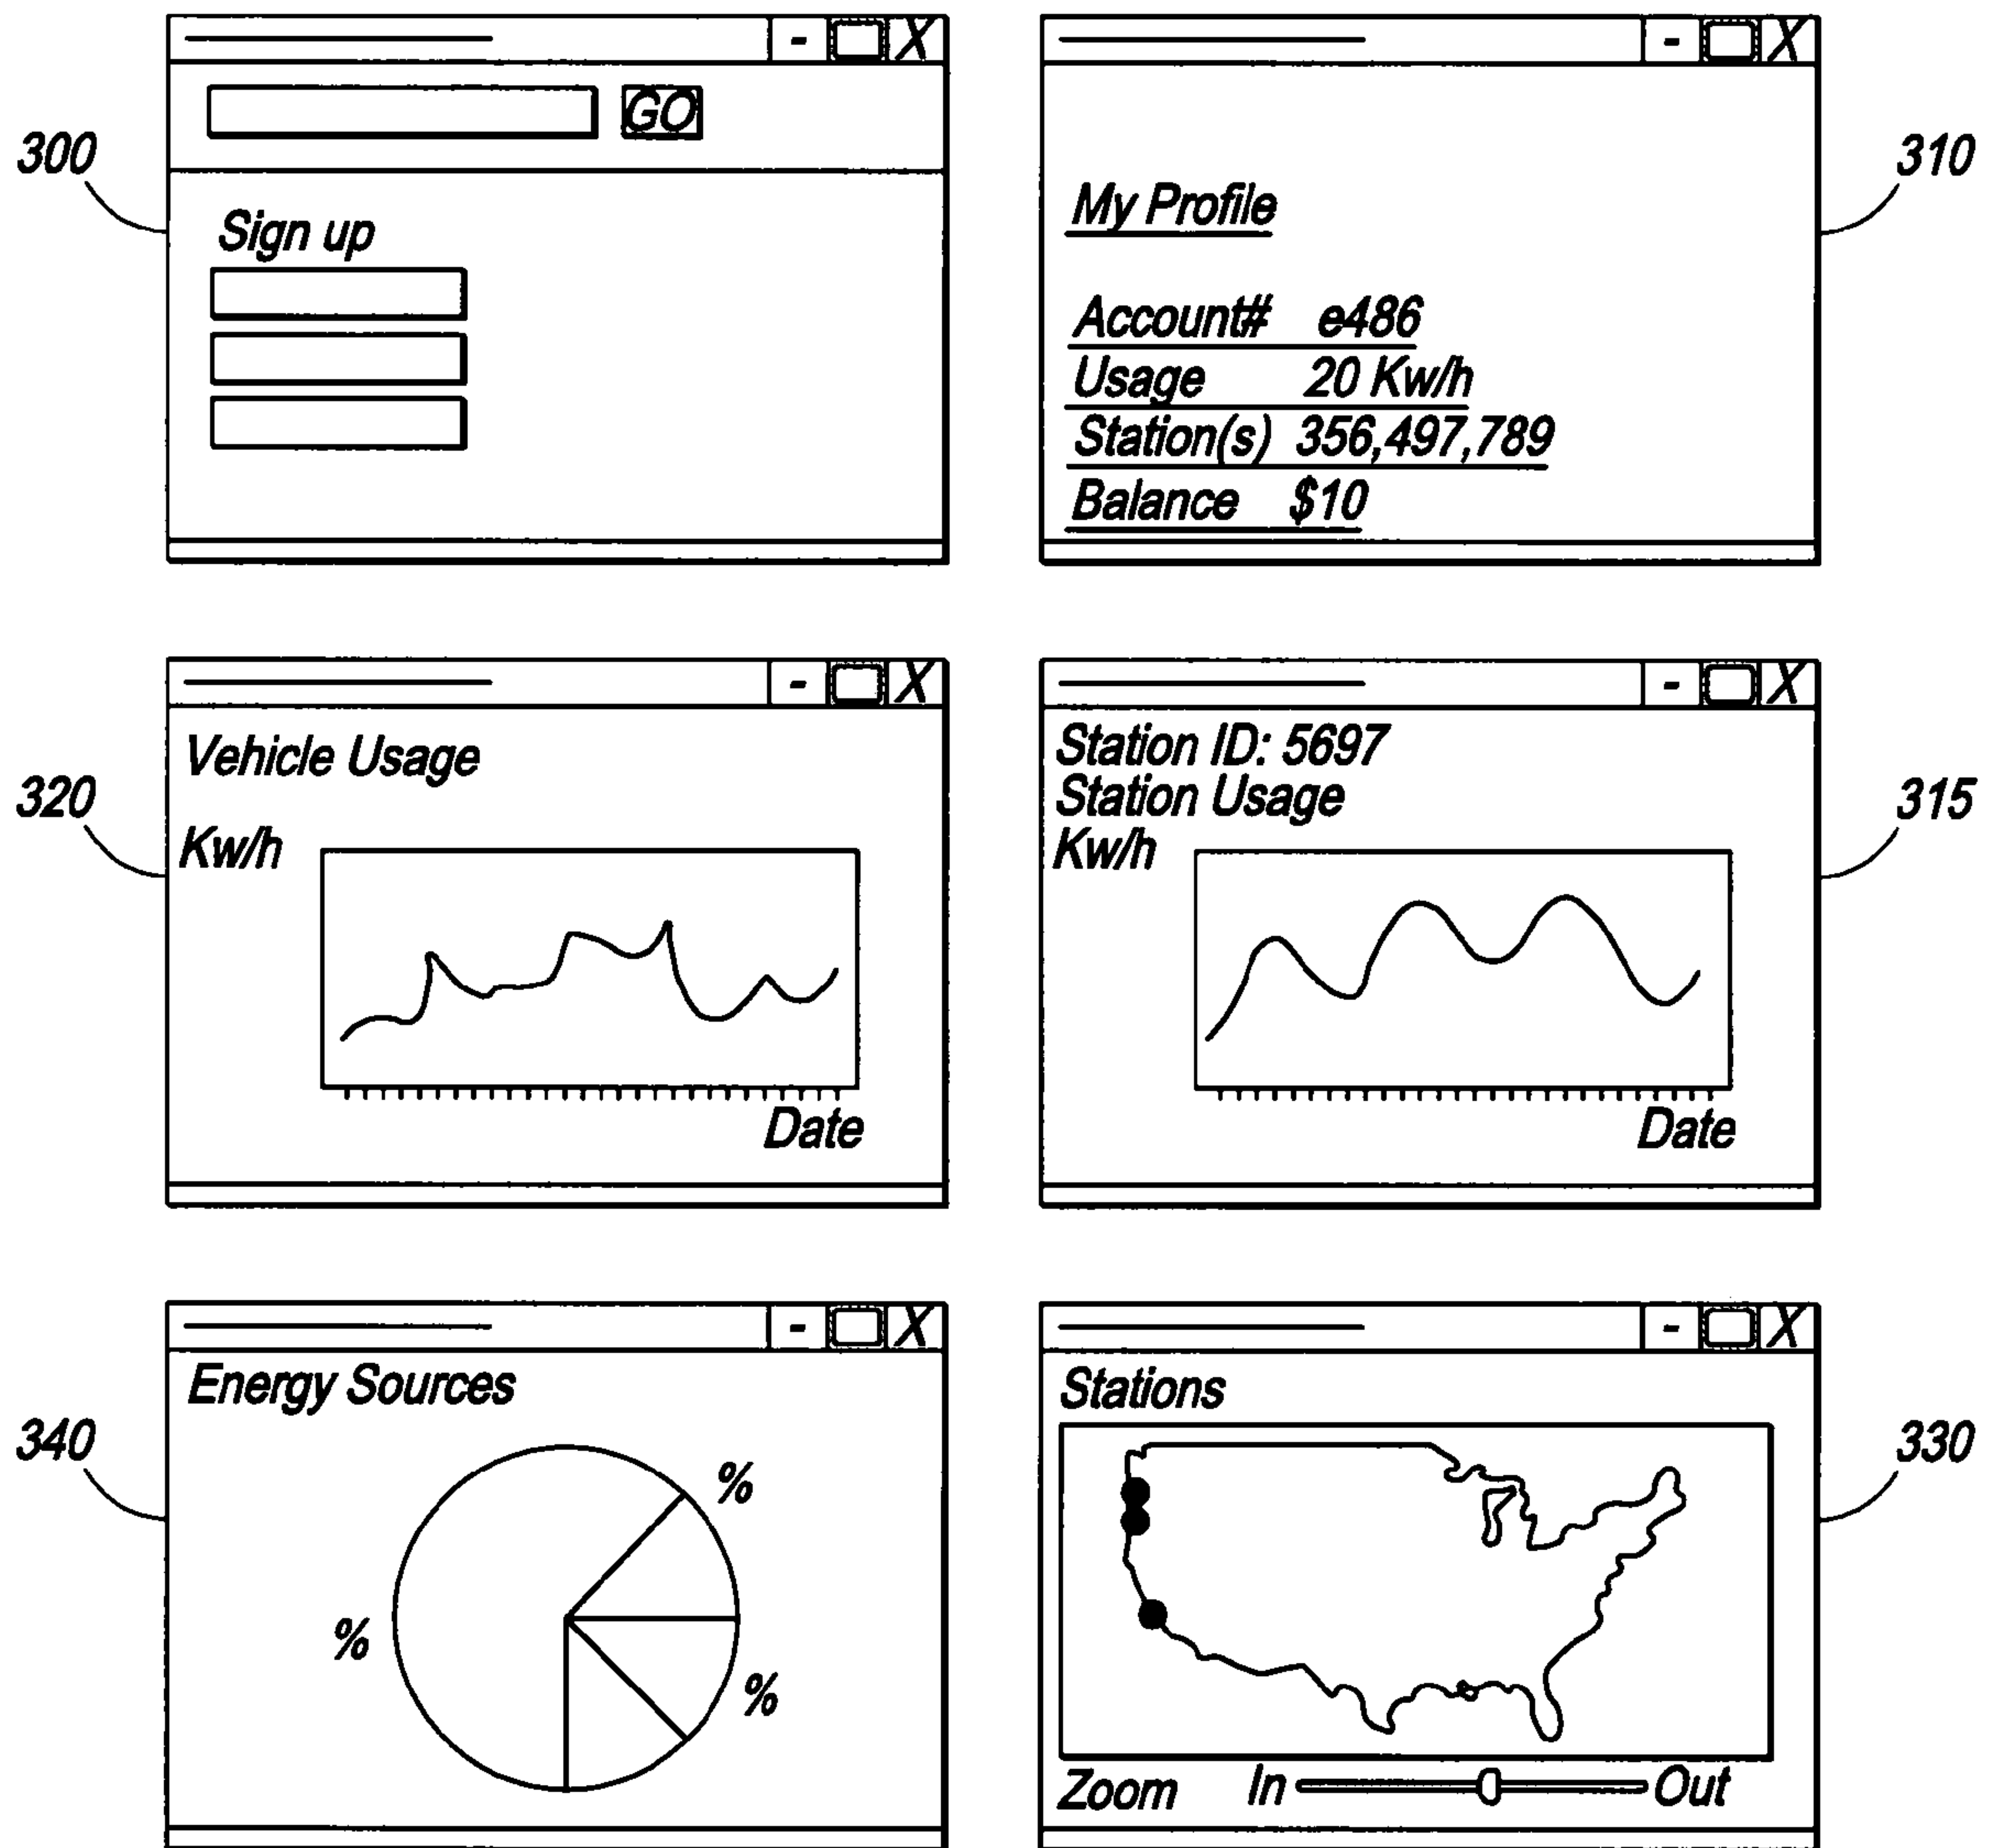 - X
GO
300
Sign up
- X
310
My Profile
Account# e486
Usage 20 Kw/h
Station(s) 356,497,789
Balance $10
- X
320
Vehicle Usage
Kw/h
Date
- X
315
Station ID: 5697
Station Usage
Kw/h
Date
- X
340
Energy Sources
%
%
%
- X
330
Stations
Zoom In Out